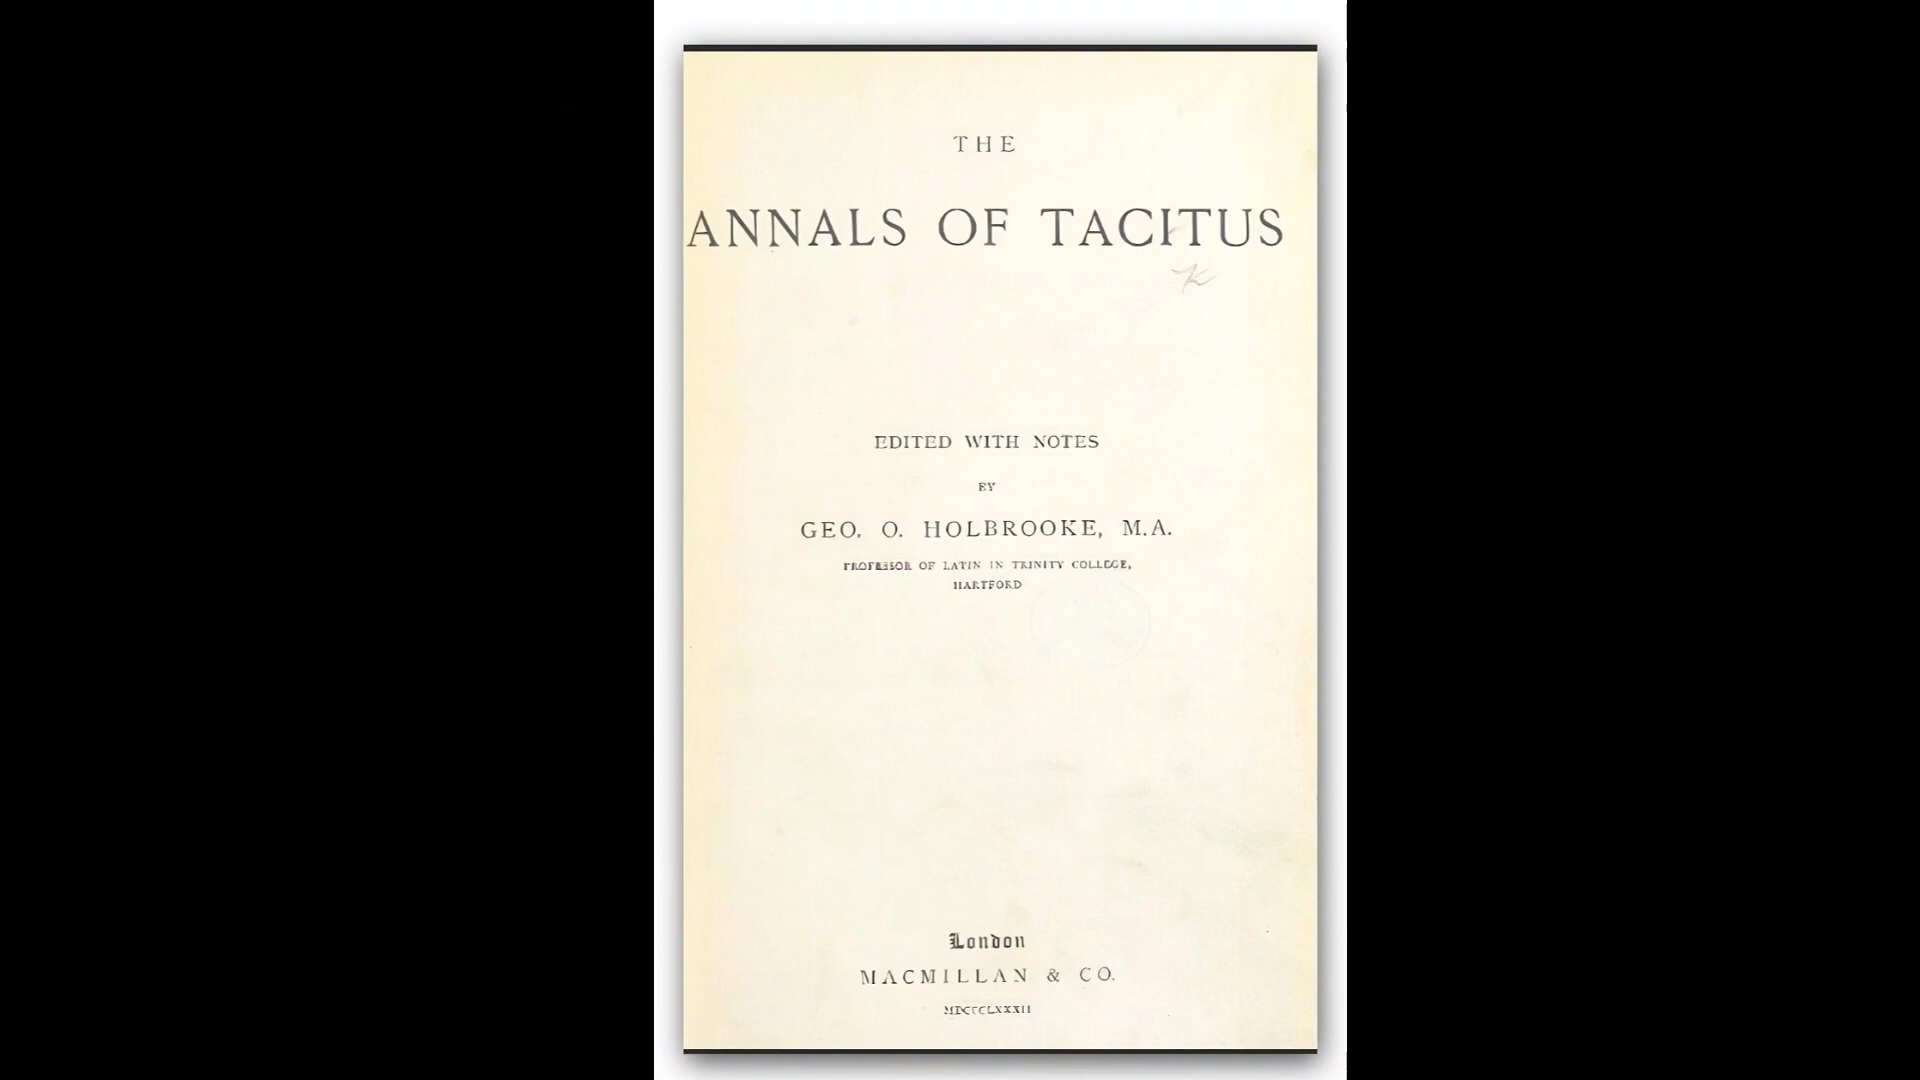 THE
ANNALS OF TACITUS
K
EDITED WITH NOTES
BY
GEO. O. HOLBROOKE, M.A.
PROFESSOR OF LATIN IN TRINITY COLLEGE,
HARTFORD
London
MACMILLAN & CO.
MDCCCLXXXII